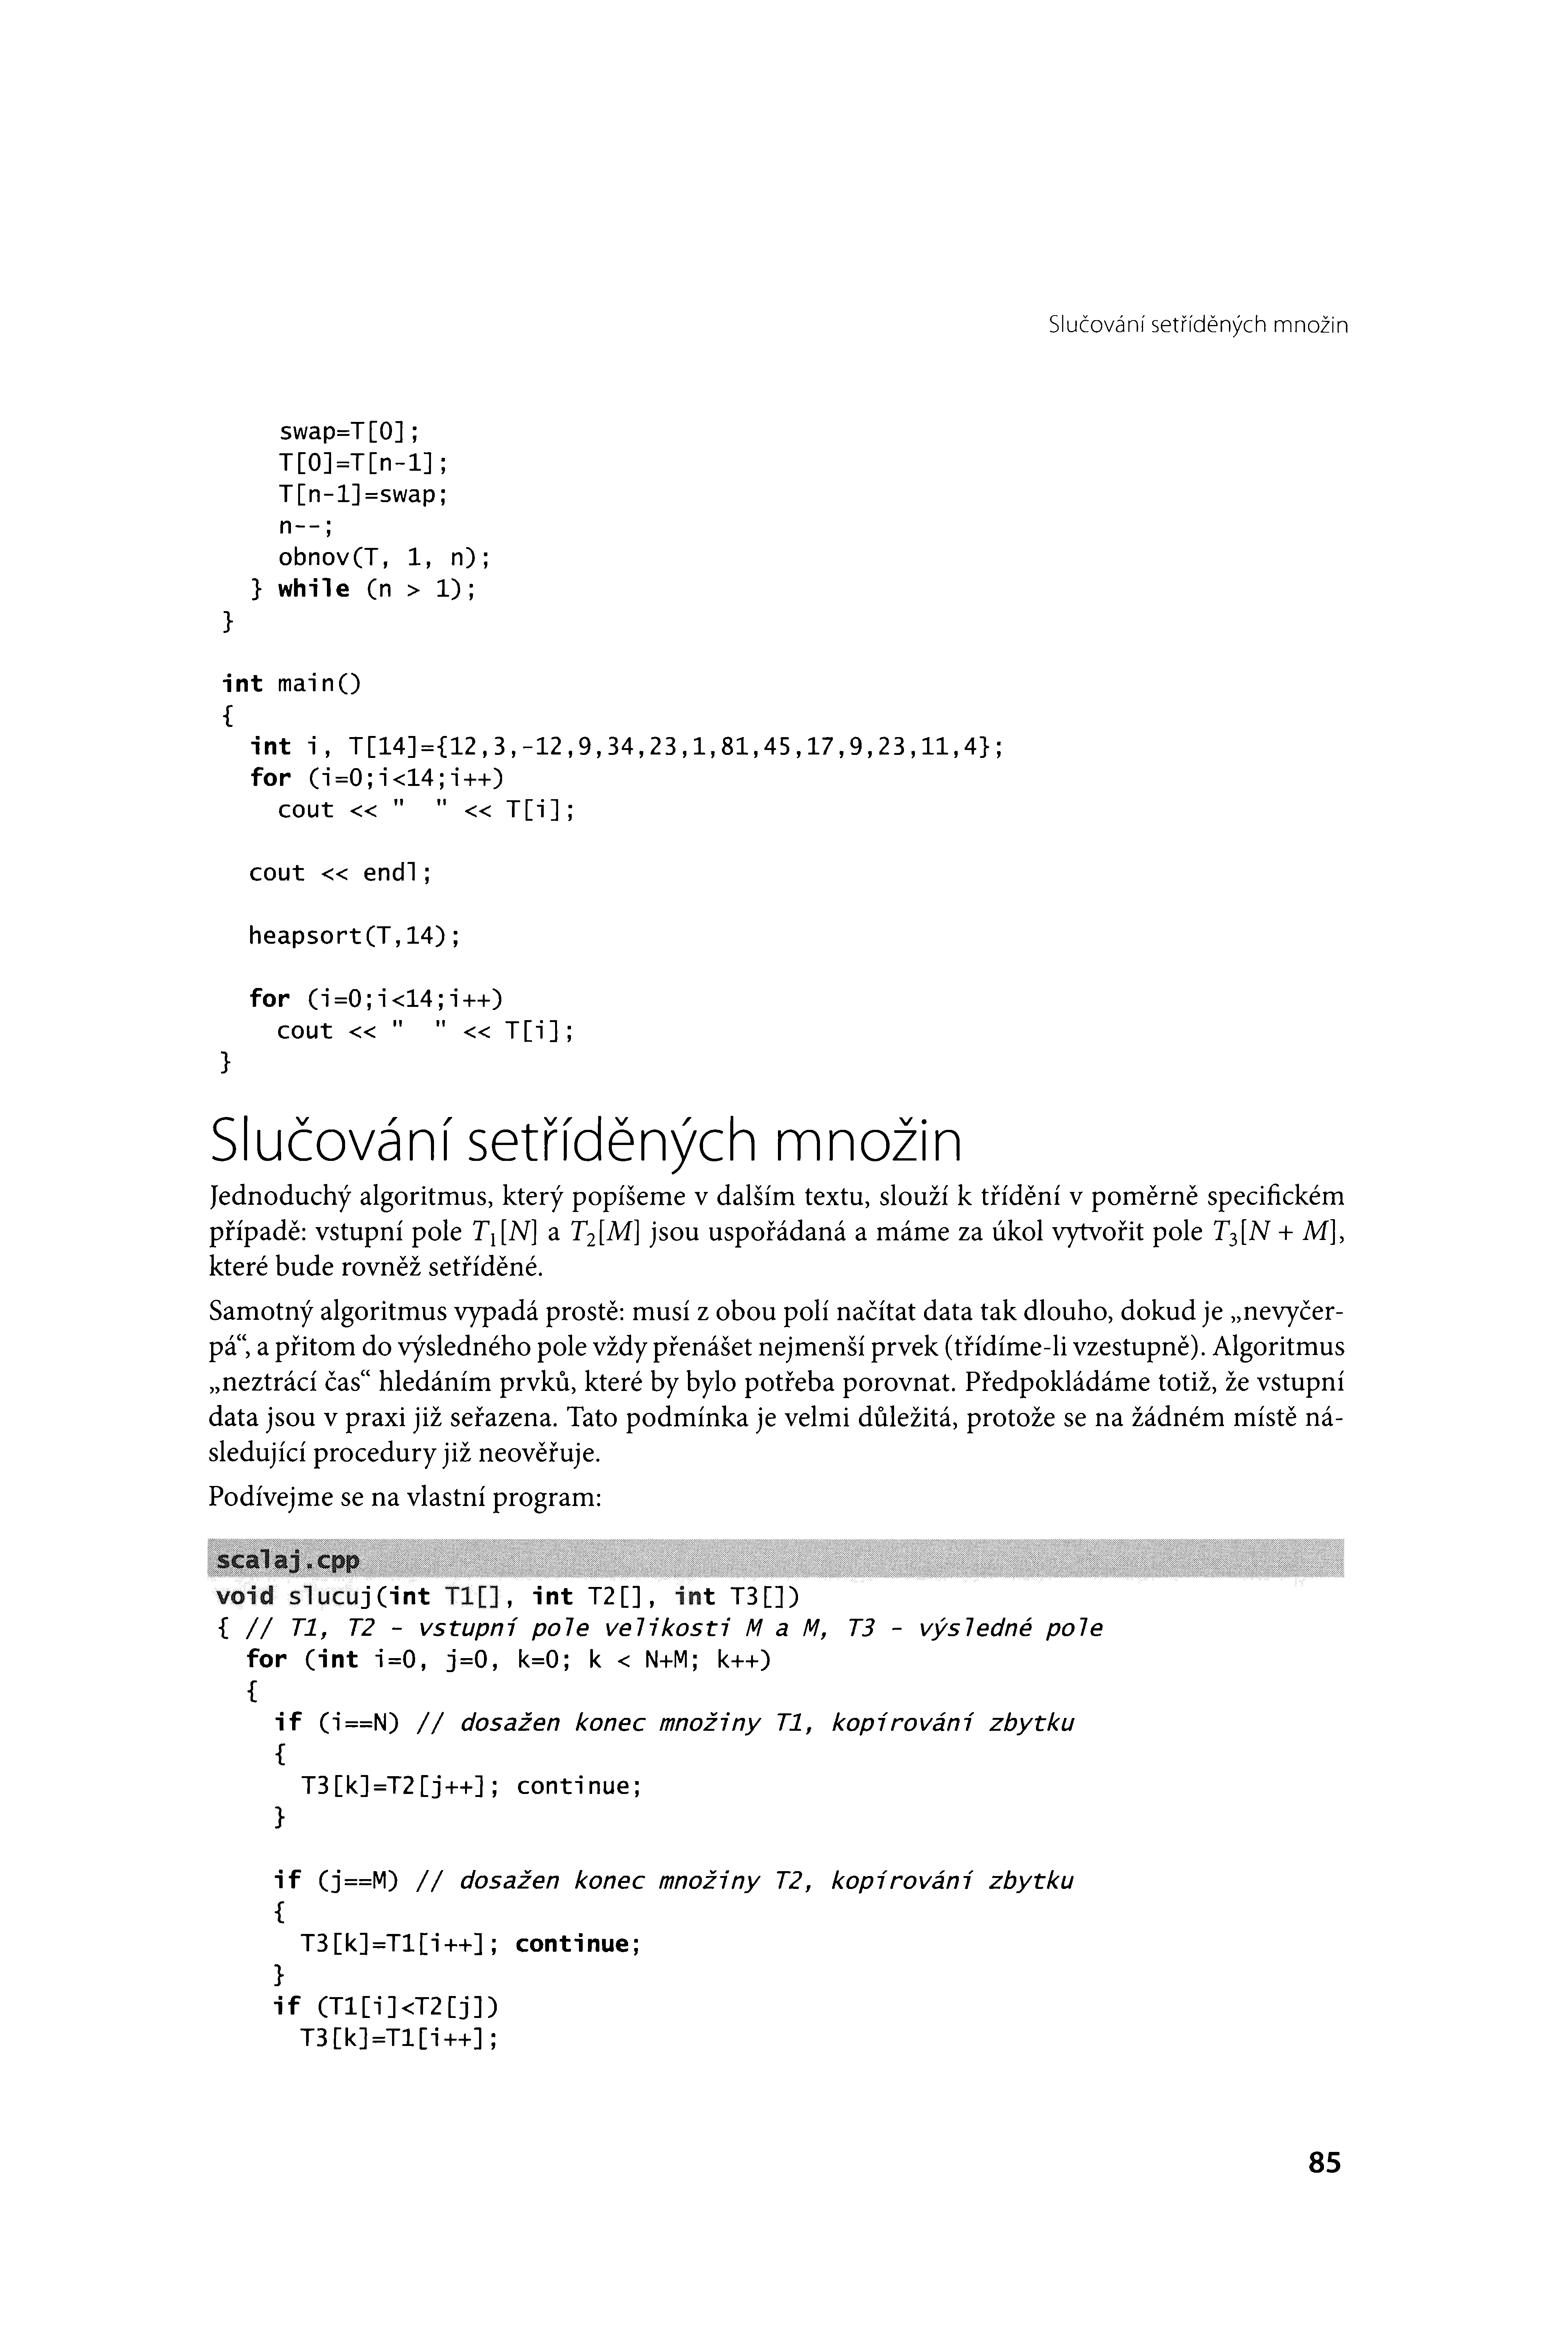 Slučování setříděných množin
swap=T[0];
T[0]=T[n-1];
T[n-1]=swap;
n--;
obnov(T, 1, n);
} while (n > 1);
}
int main()
{
int i, T[14]={12,3,-12,9,34,23,1,81,45,17,9,23,11,4};
for (i=0;i<14;i++)
cout << "  " << T[i];
cout << endl;
heapsort(T,14);
for (i=0;i<14;i++)
cout << "  " << T[i];
}
Slučování setříděných množin
Jednoduchý algoritmus, který popíšeme v dalším textu, slouží k třídění v poměrně specifickém
případě: vstupní pole T₁[N] a T₂[M] jsou uspořádaná a máme za úkol vytvořit pole T₃[N + M],
které bude rovněž setříděné.
Samotný algoritmus vypadá prostě: musí z obou polí načítat data tak dlouho, dokud je „nevyčer-
pá“, a přitom do výsledného pole vždy přenášet nejmenší prvek (třídíme-li vzestupně). Algoritmus
„neztrácí čas“ hledáním prvků, které by bylo potřeba porovnat. Předpokládáme totiž, že vstupní
data jsou v praxi již seřazena. Tato podmínka je velmi důležitá, protože se na žádném místě ná-
sledující procedury již neověřuje.
Podívejme se na vlastní program:
scalaj.cpp
void slucuj(int T1[], int T2[], int T3[])
{ // T1, T2 - vstupní pole velikosti M a M, T3 - výsledné pole
for (int i=0, j=0, k=0; k < N+M; k++)
{
if (i==N) // dosažen konec množiny T1, kopírování zbytku
{
T3[k]=T2[j++]; continue;
}
if (j==M) // dosažen konec množiny T2, kopírování zbytku
{
T3[k]=T1[i++]; continue;
}
if (T1[i]<T2[j])
T3[k]=T1[i++];
85